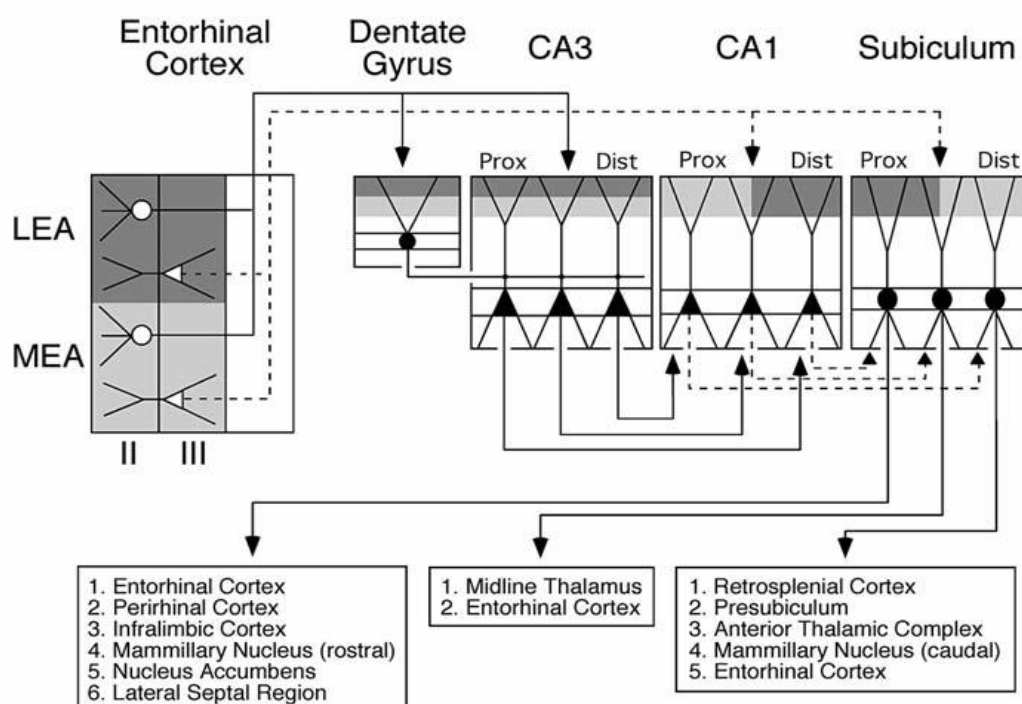 Entorhinal
Cortex
Dentate
Gyrus
CA3
CA1
Subiculum
Prox
Dist
Prox
Dist
Prox
Dist
LEA
MEA
II
III
1. Entorhinal Cortex
2. Perirhinal Cortex
3. Infralimbic Cortex
4. Mammillary Nucleus (rostral)
5. Nucleus Accumbens
6. Lateral Septal Region
1. Midline Thalamus
2. Entorhinal Cortex
1. Retrosplenial Cortex
2. Presubiculum
3. Anterior Thalamic Complex
4. Mammillary Nucleus (caudal)
5. Entorhinal Cortex